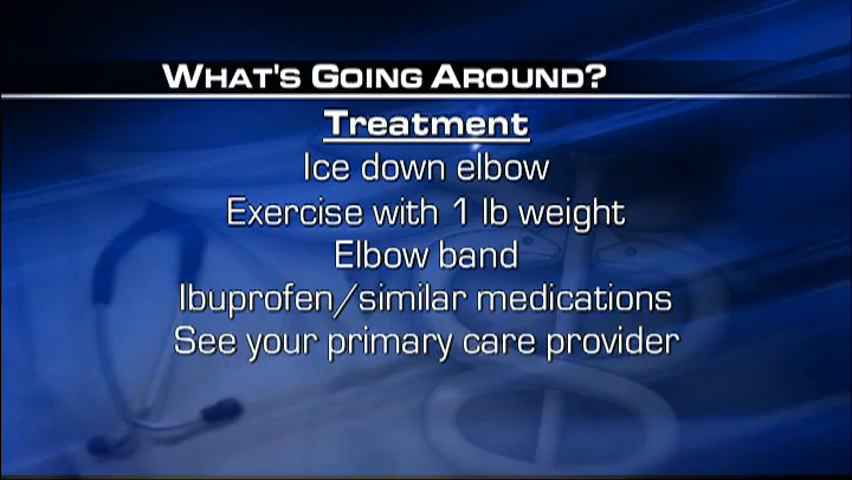 WHAT'S GOING AROUND?
Treatment
Ice down elbow
Exercise with 1 lb weight
Elbow band
Ibuprofen/similar medications
See your primary care provider